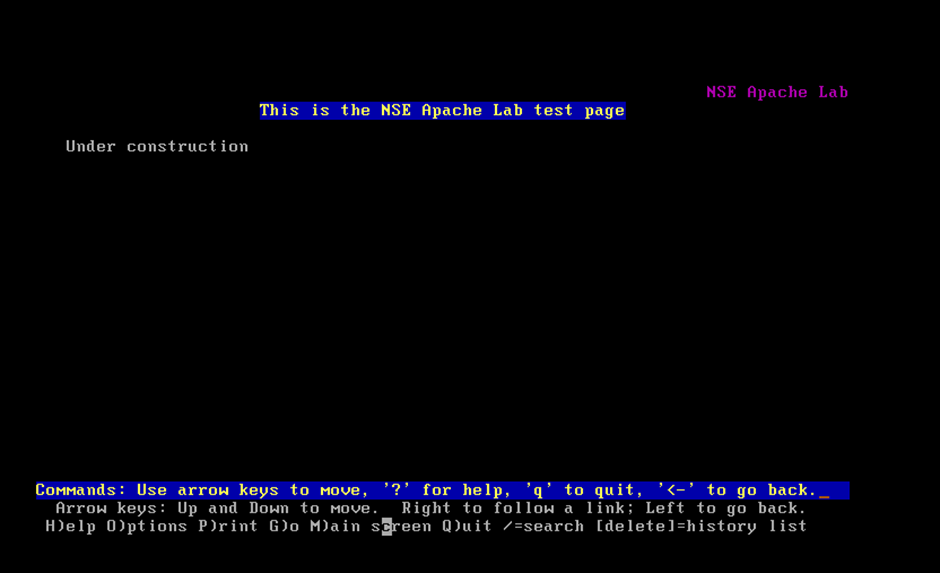 NSE Apache Lab
This is the NSE Apache Lab test page
Under construction
Commands: Use arrow keys to move, '?' for help, 'q' to quit, '<-' to go back.
Arrow keys: Up and Down to move.  Right to follow a link; Left to go back.
H)elp O)ptions P)rint G)o M)ain screen Q)uit /=search [delete]=history list